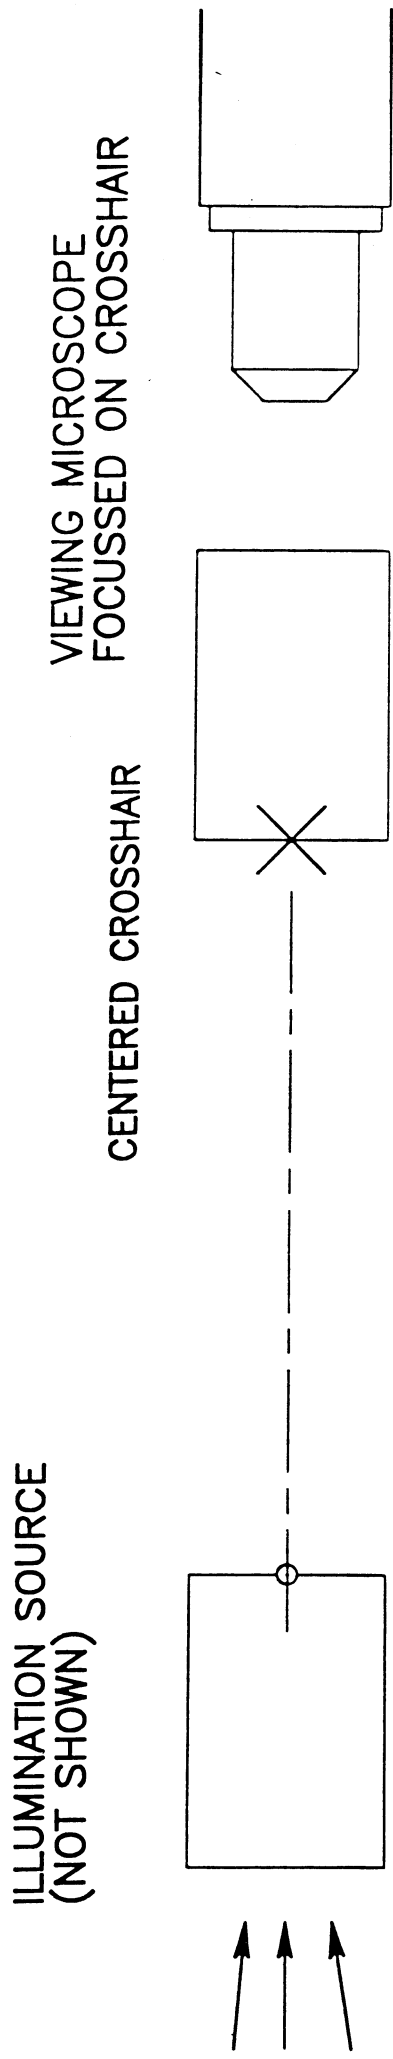 ILLUMINATION SOURCE
(NOT SHOWN)
CENTERED CROSSHAIR
VIEWING MICROSCOPE
FOCUSSED ON CROSSHAIR